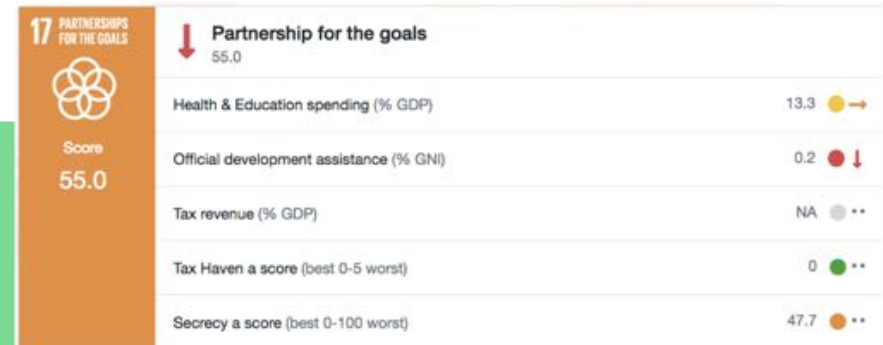 17 PARTNERSHIPS
FOR THE GOALS
Score
55.0
Partnership for the goals
55.0
Health & Education spending (% GDP) 13.3
Official development assistance (% GNI) 0.2
Tax revenue (% GDP) NA
Tax Haven a score (best 0-5 worst) 0
Secrecy a score (best 0-100 worst) 47.7